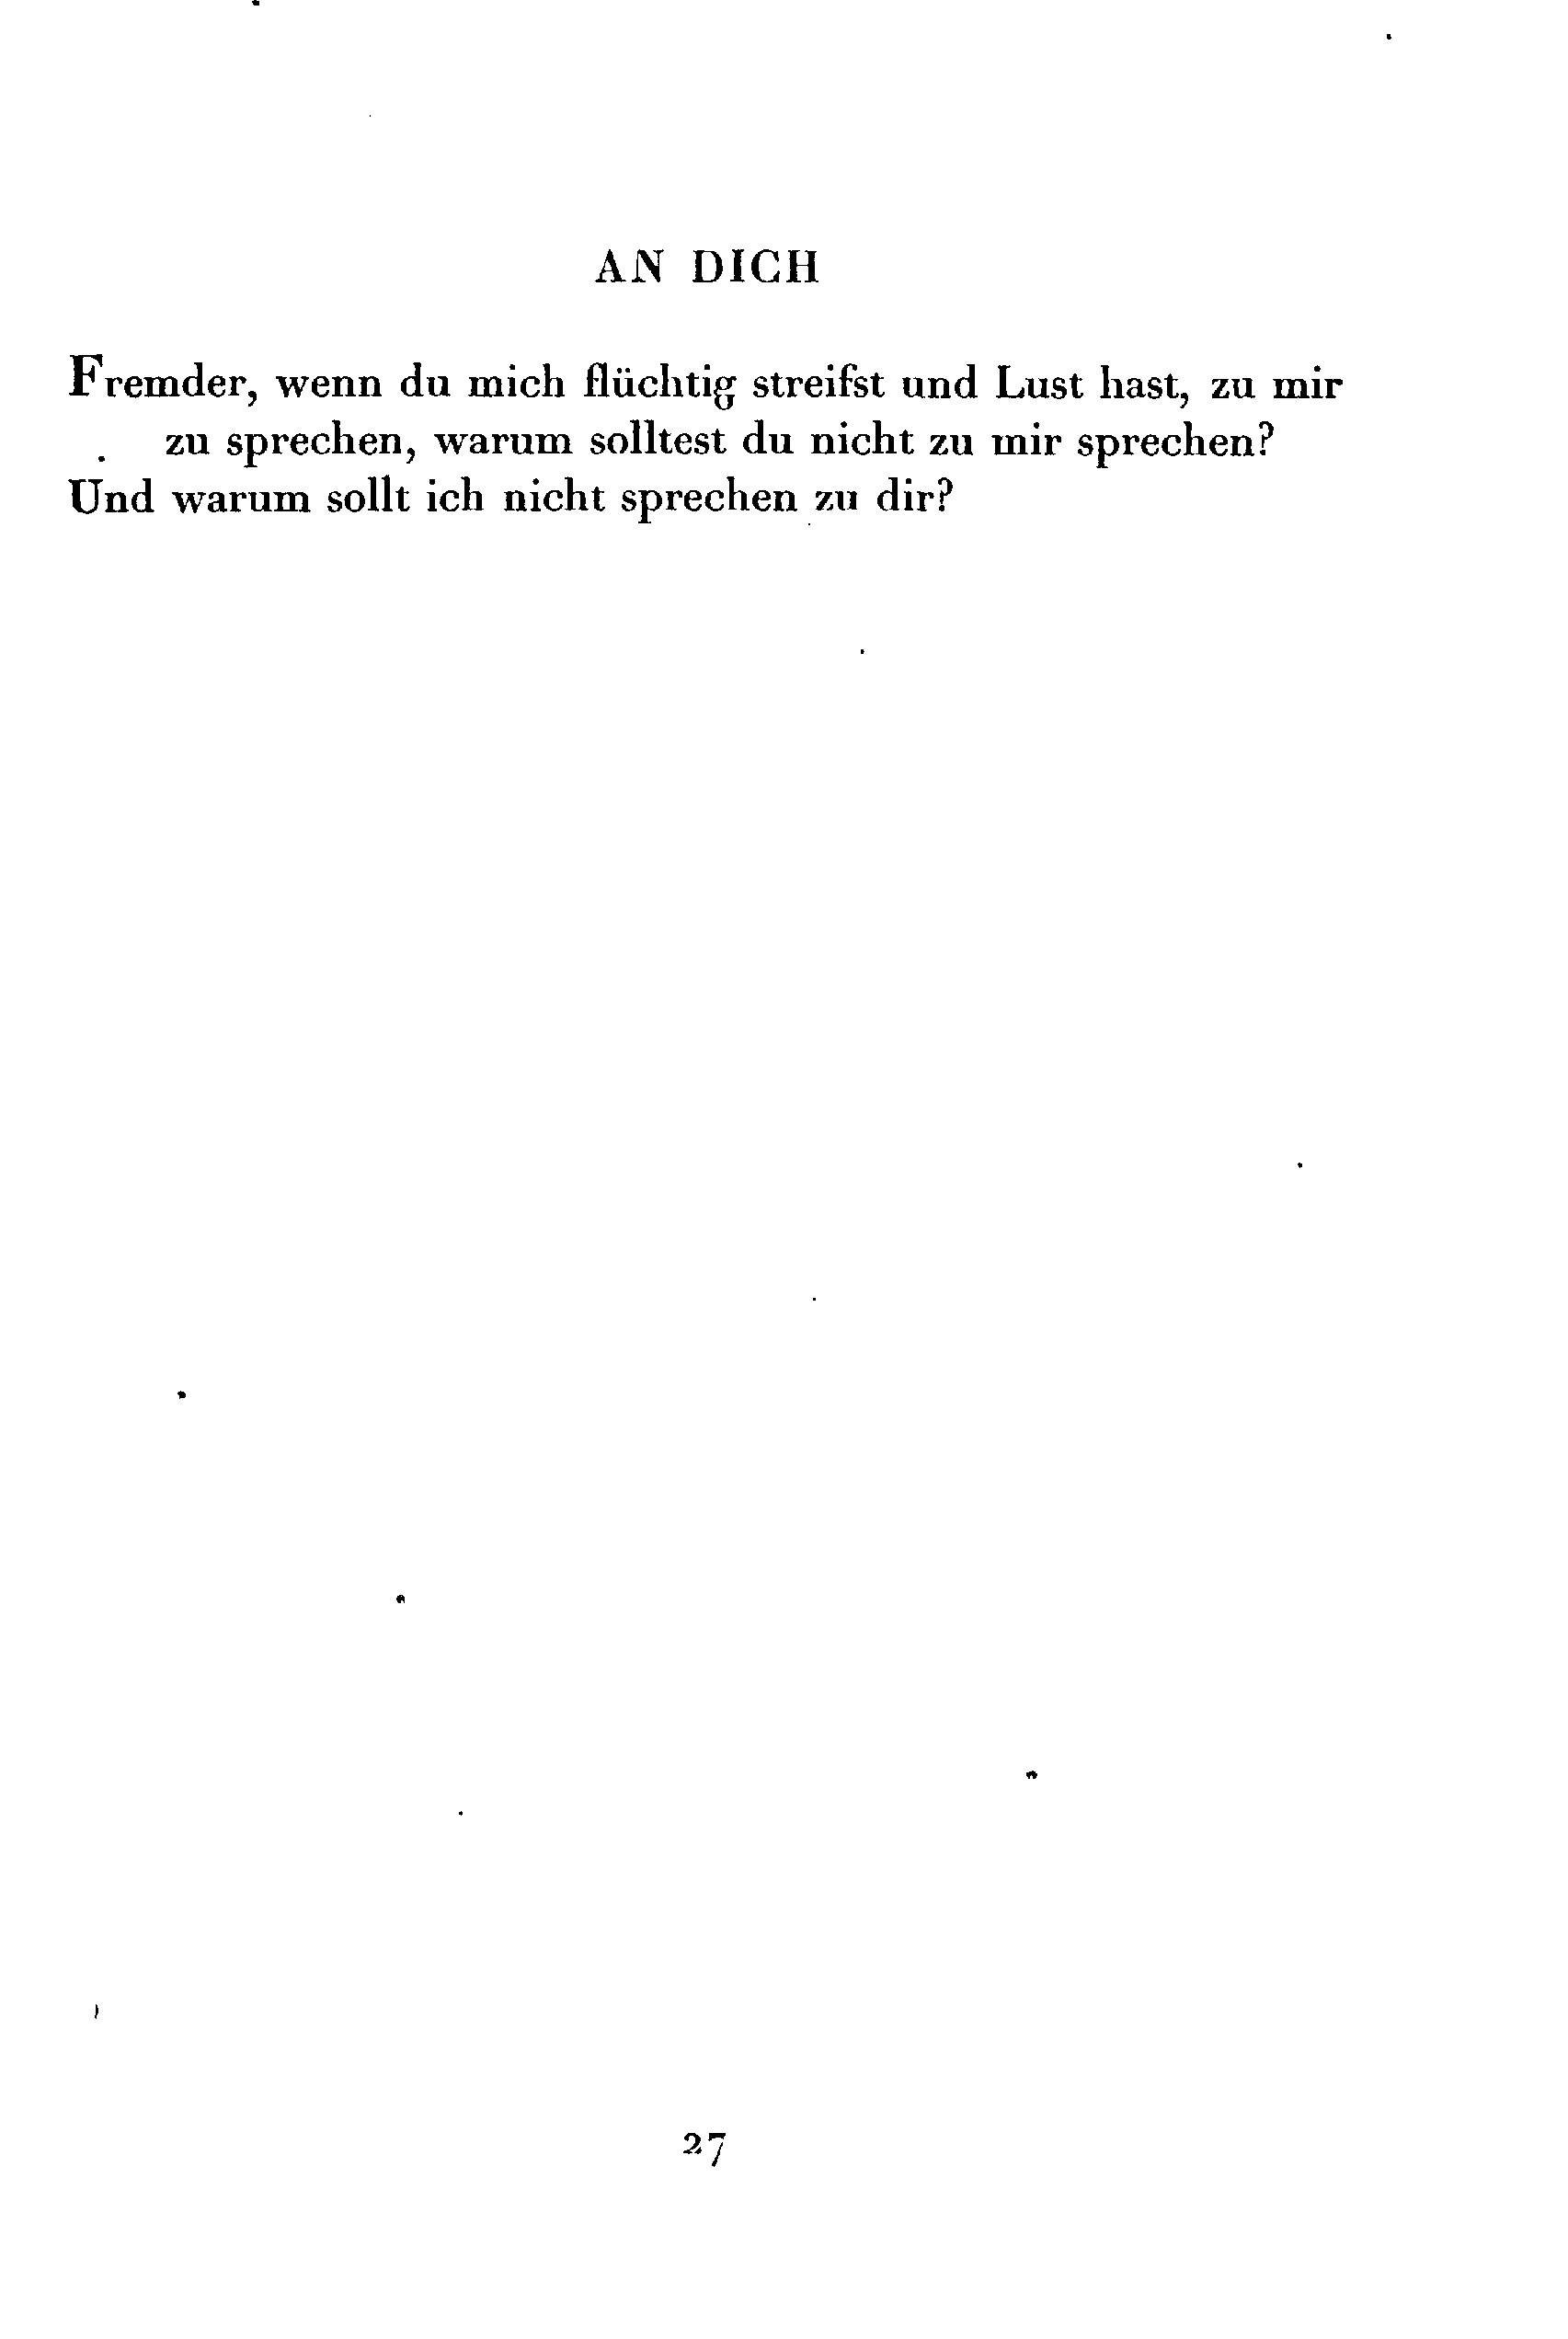 AN DICH
Fremder, wenn du mich flüchtig streifst und Lust hast, zu mir
zu sprechen, warum solltest du nicht zu mir sprechen?
Und warum sollt ich nicht sprechen zu dir?
27